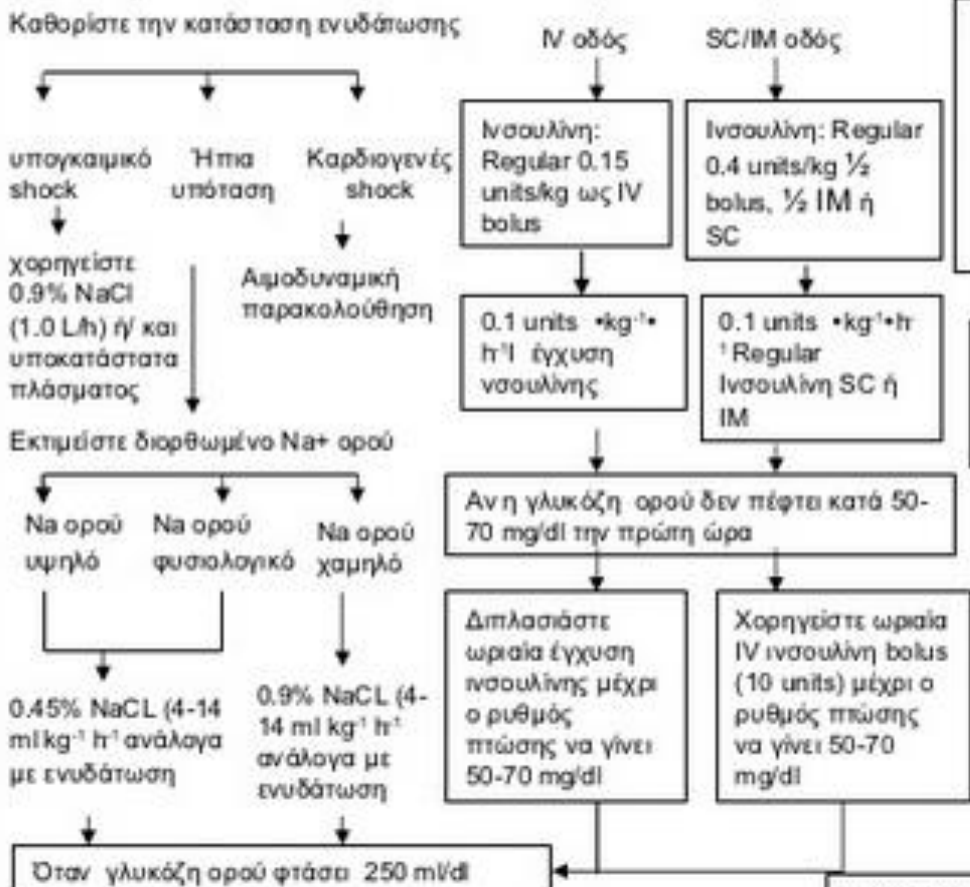 Καθορίστε την κατάσταση ενυδάτωσης
υπογκαιμικό
shock
Ήπια
υπόταση
Καρδιογενές
shock
χορηγείστε
0.9% NaCl
(1.0 L/h) ή/ και
υποκατάστατα
πλάσματος
Αιμοδυναμική
παρακολούθηση
Εκτιμείστε διορθωμένο Na+ ορού
Na ορού
υψηλό
Na ορού
φυσιολογικό
Na ορού
χαμηλό
0.45% NaCL (4-14
ml kg⁻¹ h⁻¹ ανάλογα
με ενυδάτωση
0.9% NaCL (4-
14 ml kg⁻¹ h⁻¹
ανάλογα με
ενυδάτωση
IV οδός
Ινσουλίνη:
Regular 0.15
units/kg ως IV
bolus
0.1 units •kg⁻¹•
h⁻¹l έγχυση
νσουλίνης
SC/IM οδός
Ινσουλίνη: Regular
0.4 units/kg ½
bolus, ½ IM ή
SC
0.1 units •kg⁻¹•hr
⁻¹ Regular
Ινσουλίνη SC ή
IM
Αν η γλυκόζη ορού δεν πέφτει κατά 50-
70 mg/dl την πρώτη ώρα
Διπλασιάστε
ωριαία έγχυση
ινσουλίνης μέχρι
ο ρυθμός
πτώσης να γίνει
50-70 mg/dl
Χορηγείστε ωριαία
IV ινσουλίνη bolus
(10 units) μέχρι ο
ρυθμός πτώσης
να γίνει 50-70
mg/dl
Όταν γλυκόζη ορού φτάσει 250 ml/dl